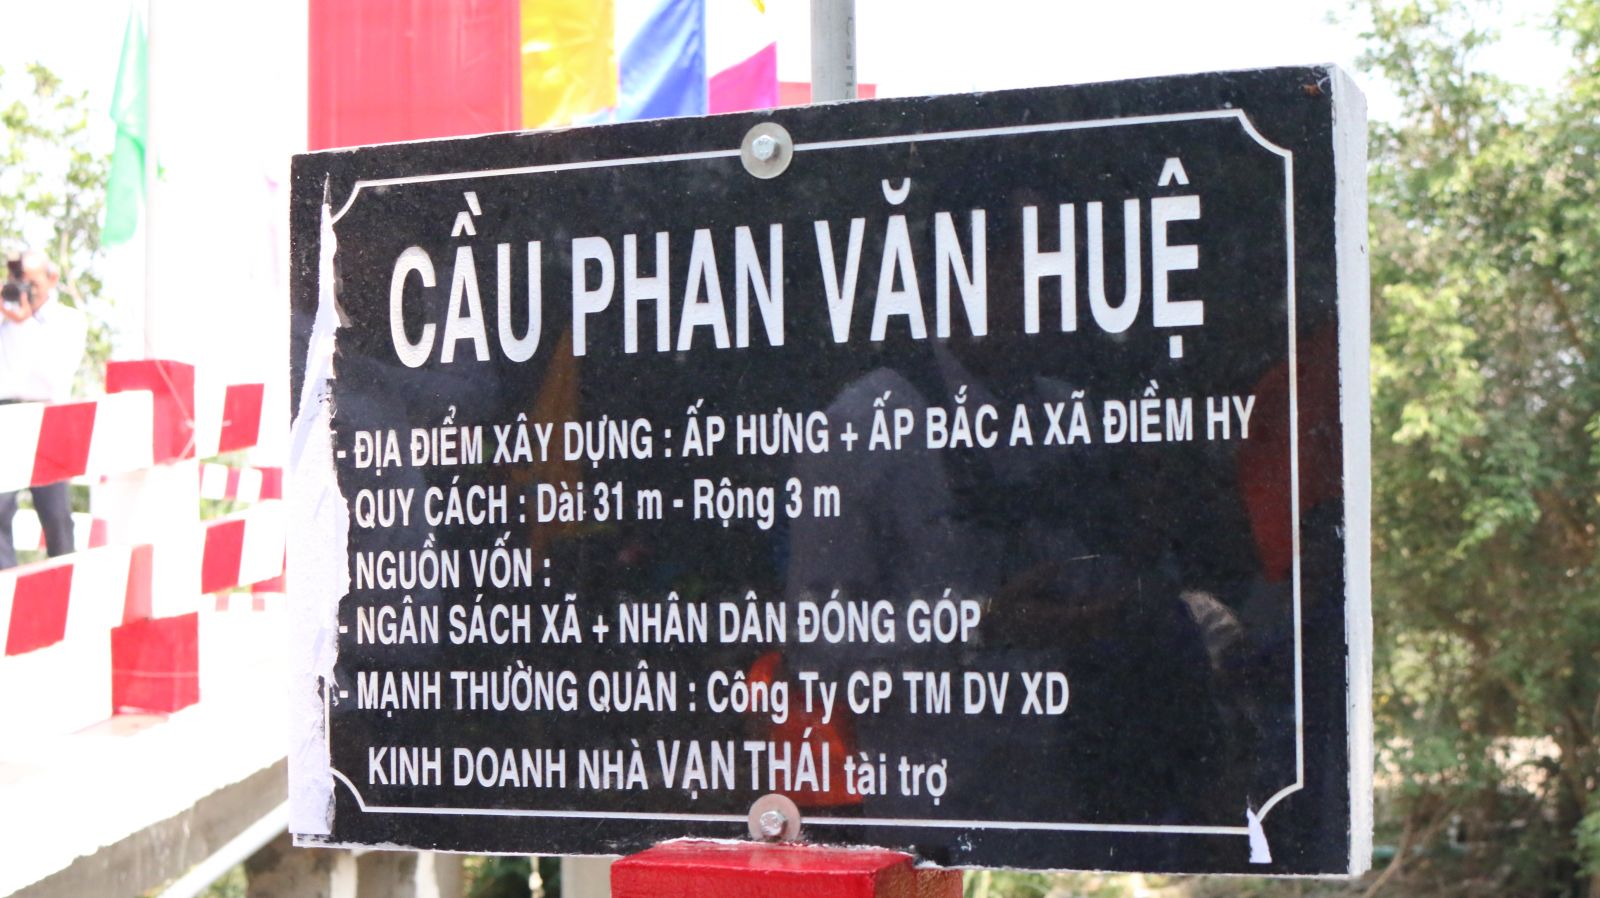 CẦU PHAN VĂN HUỆ
- ĐỊA ĐIỂM XÂY DỰNG : ẤP HƯNG + ẤP BẮC A XÃ ĐIỀM HY
QUY CÁCH : Dài 31 m - Rộng 3 m
NGUỒN VỐN :
- NGÂN SÁCH XÃ + NHÂN DÂN ĐÓNG GÓP
- MẠNH THƯỜNG QUÂN : Công Ty CP TM DV XD
KINH DOANH NHÀ VẠN THÁI tài trợ